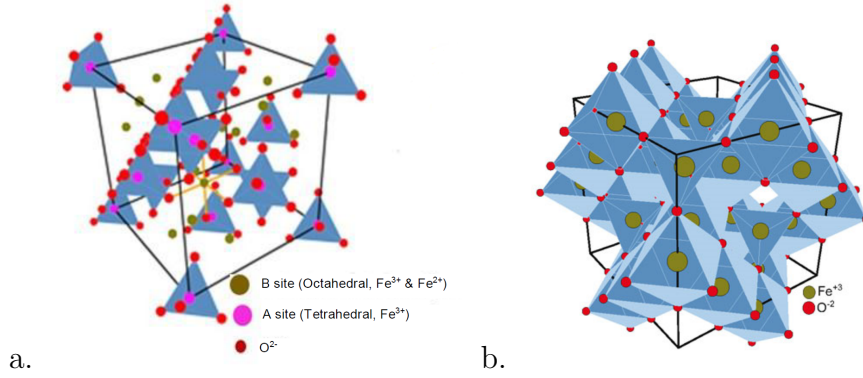 B site (Octahedral, Fe³⁺ & Fe²⁺)
A site (Tetrahedral, Fe³⁺)
O²⁻
a.
Fe⁺³
O⁻²
b.